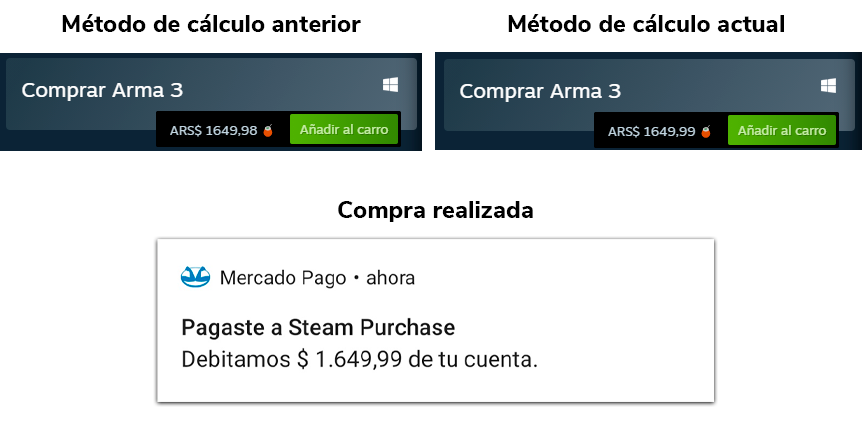 Método de cálculo anterior
Método de cálculo actual
Comprar Arma 3
ARS$ 1649,98
Añadir al carro
Comprar Arma 3
ARS$ 1649,99
Añadir al carro
Compra realizada
Mercado Pago • ahora
Pagaste a Steam Purchase
Debitamos $ 1.649,99 de tu cuenta.